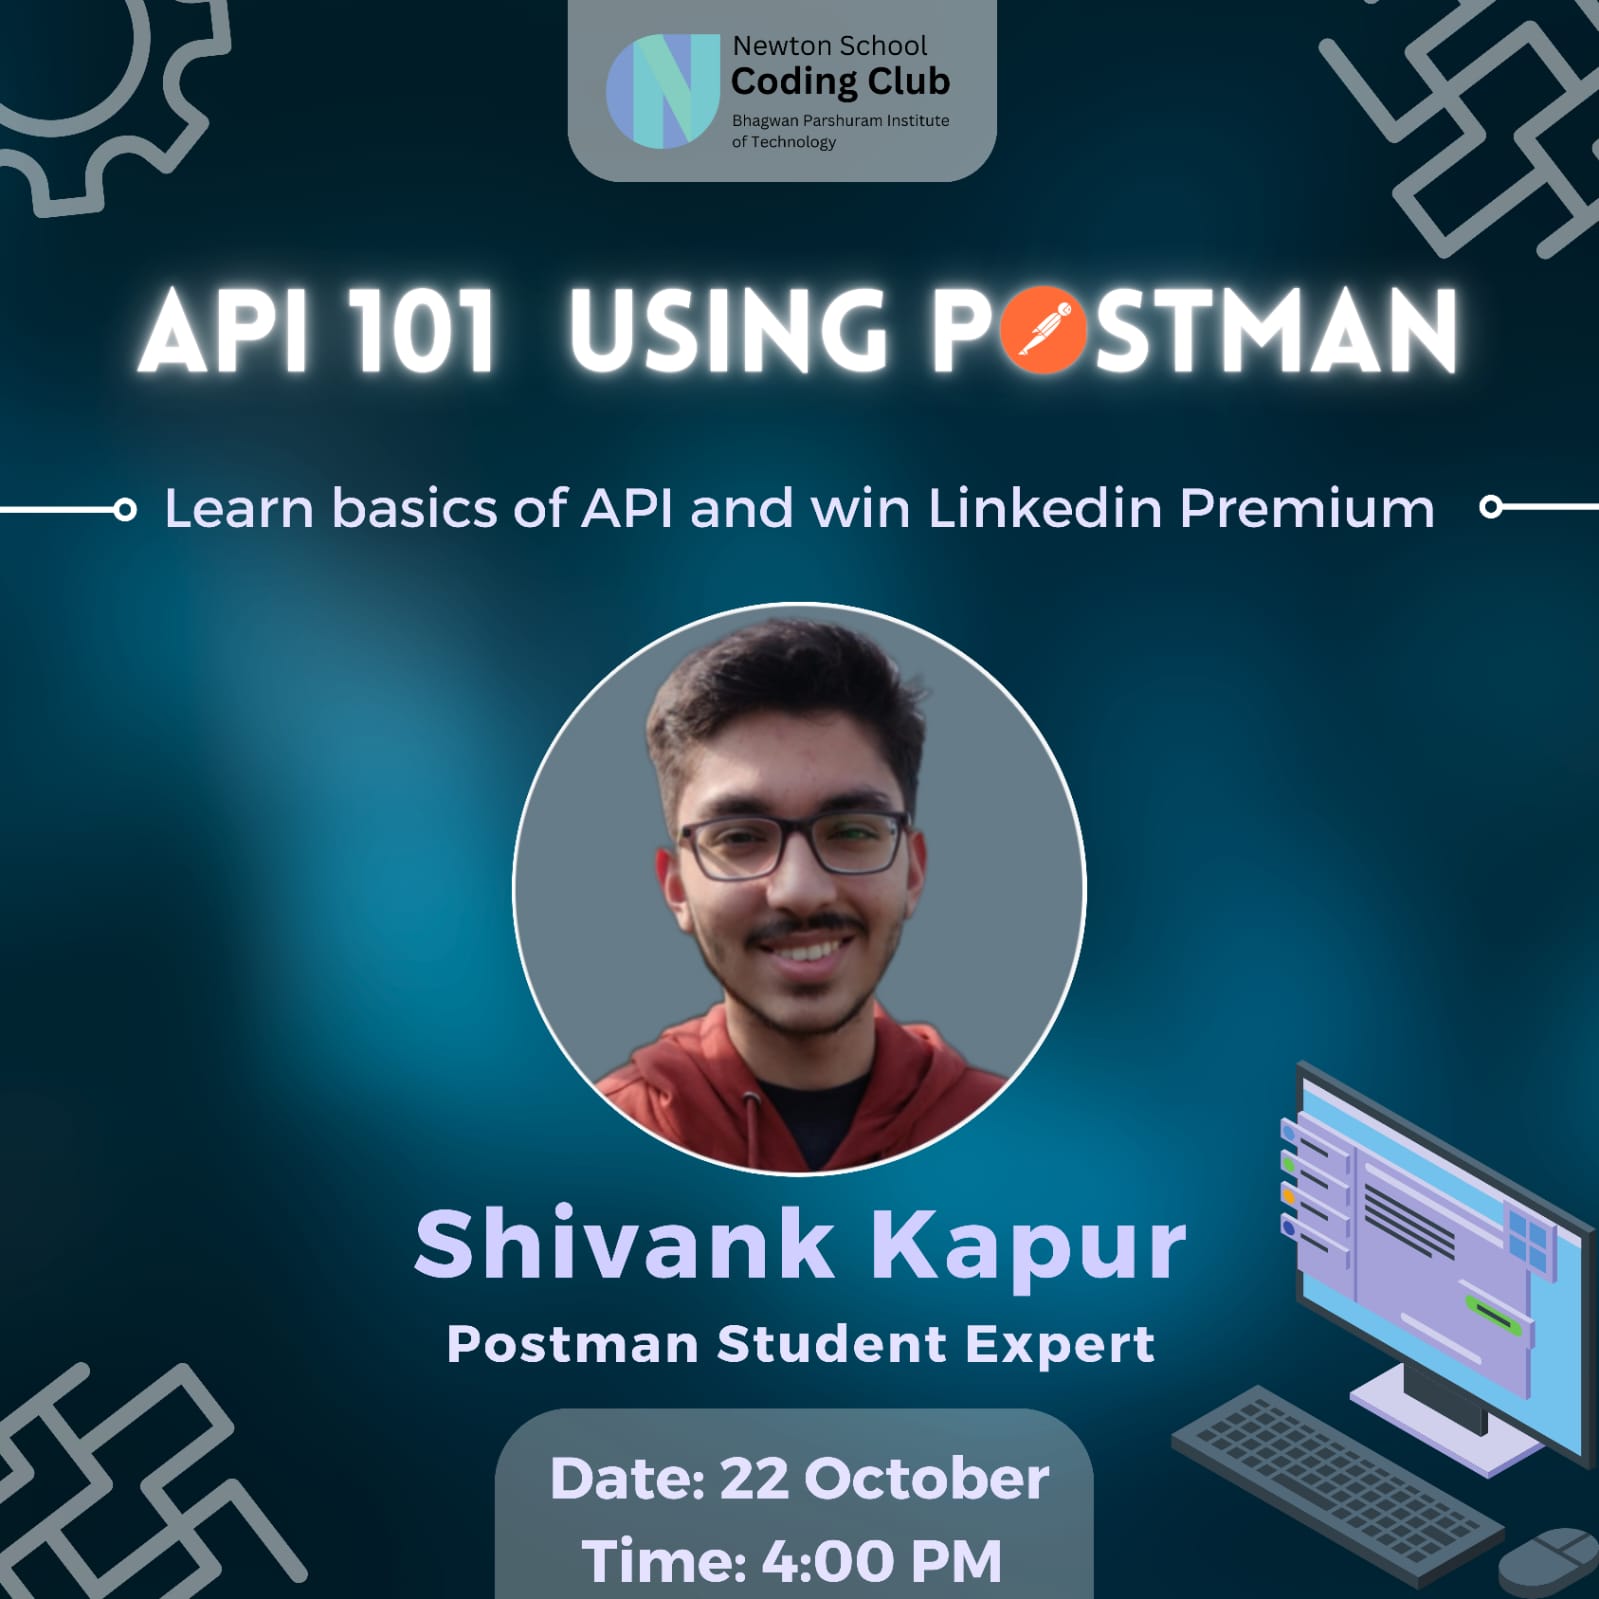 Newton School
Coding Club
Bhagwan Parshuram Institute
of Technology
API 101 USING POSTMAN
Learn basics of API and win Linkedin Premium
Shivank Kapur
Postman Student Expert
Date: 22 October
Time: 4:00 PM